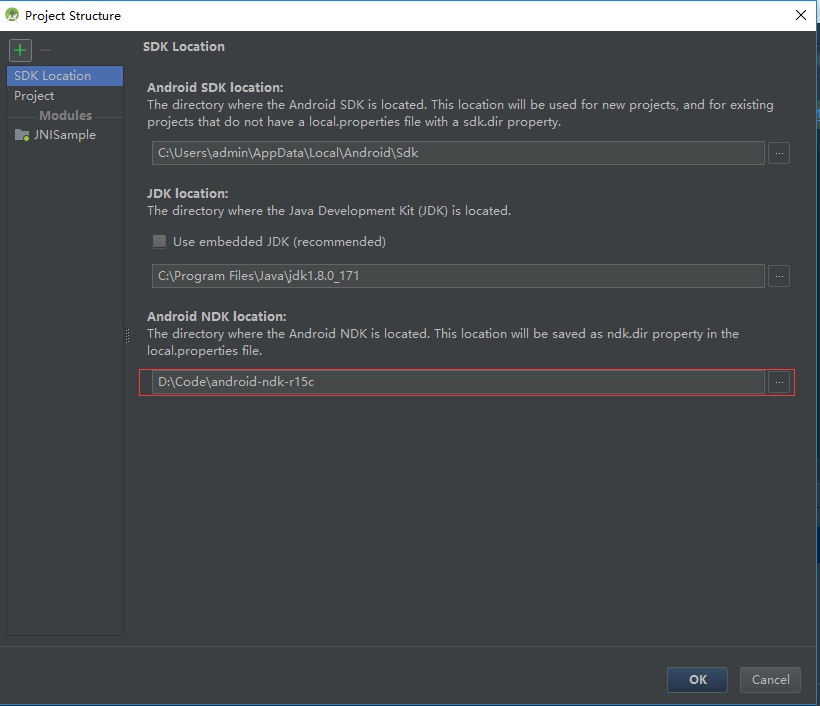 Project Structure
SDK Location
Project
Modules
JNISample
SDK Location
Android SDK location:
The directory where the Android SDK is located. This location will be used for new projects, and for existing
projects that do not have a local.properties file with a sdk.dir property.
C:\Users\admin\AppData\Local\Android\Sdk
...
JDK location:
The directory where the Java Development Kit (JDK) is located.
Use embedded JDK (recommended)
C:\Program Files\Java\jdk1.8.0_171
...
Android NDK location:
The directory where the Android NDK is located. This location will be saved as ndk.dir property in the
local.properties file.
D:\Code\android-ndk-r15c
...
OK
Cancel